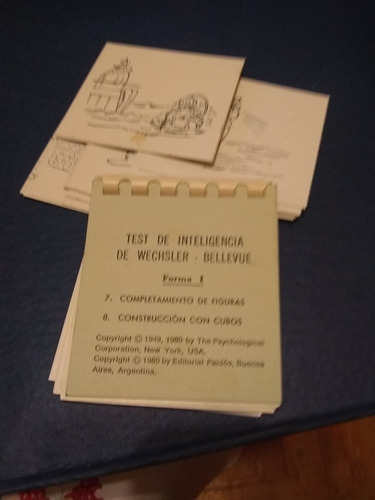 TEST DE INTELIGENCIA
DE WECHSLER - BELLEVUE
Forma I
7. COMPLETAMIENTO DE FIGURAS
8. CONSTRUCCIÓN CON CUBOS
Copyright © 1919, 1980 by The Psychological
Corporation, New York, USA.
Copyright © 1980 by Editorial Paidós, Buenos
Aires, Argentina.